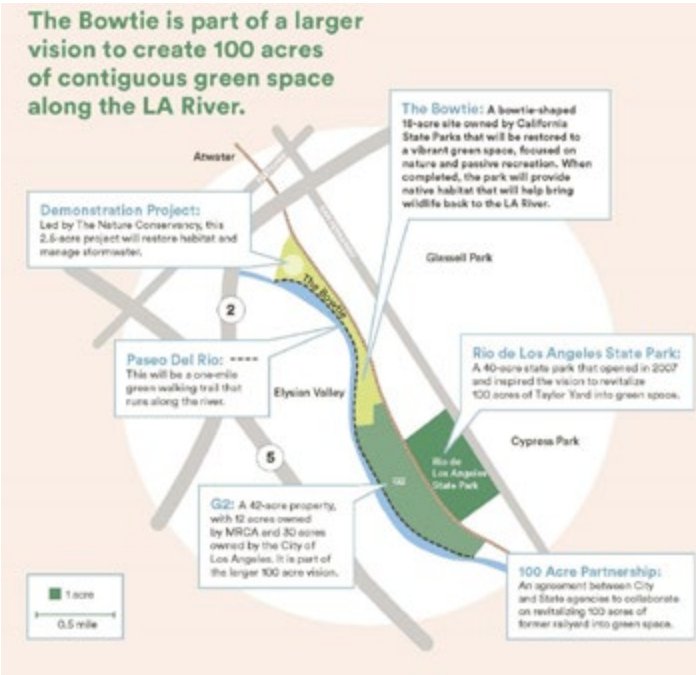 The Bowtie is part of a larger
vision to create 100 acres
of contiguous green space
along the LA River.
The Bowtie: A bowtie-shaped
18-acre site owned by California
State Parks that will be restored to
a vibrant green space, focused on
nature and passive recreation. When
completed, the park will provide
native habitat that will help bring
wildlife back to the LA River.
Atwater
Demonstration Project:
Led by The Nature Conservancy, this
2.5-acre project will restore habitat and
manage stormwater.
Glassell Park
The Bowtie
2
Paseo Del Rio:
This will be a one-mile
green walking trail that
runs along the river.
Rio de Los Angeles State Park:
A 40-acre state park that opened in 2007
and inspired the vision to revitalize
100 acres of Taylor Yard into green space.
Elysian Valley
Cypress Park
5
Rio de
Los Angeles
State Park
G2
G2: A 42-acre property,
with 12 acres owned
by MRCA and 30 acres
owned by the City of
Los Angeles. It is part of
the larger 100 acre vision.
100 Acre Partnership:
An agreement between City
and State agencies to collaborate
on revitalizing 100 acres of
former railyard into green space.
1 acre
0.5 mile